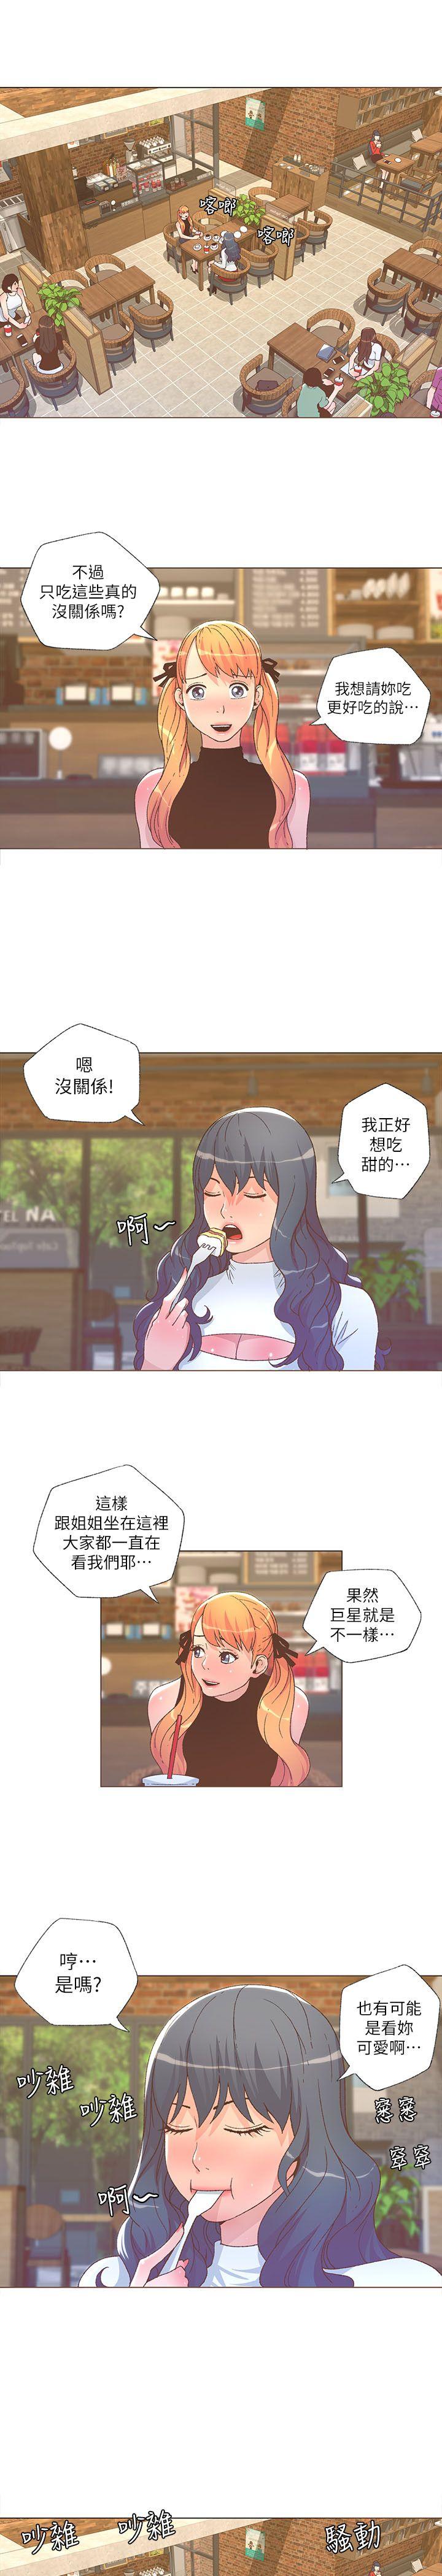 喀啷
喀啷
不過
只吃這些真的
沒關係嗎?
我想請妳吃
更好吃的說…
嗯
沒關係!
我正好
想吃
甜的…
啊~
這樣
跟姐姐坐在這裡
大家都一直在
看我們耶…
果然
巨星就是
不一樣…
哼…
是嗎?
也有可能
是看妳
可愛啊…
吵雜
吵雜
窸窸
窣窣
啊~
吵雜
吵雜
騷動